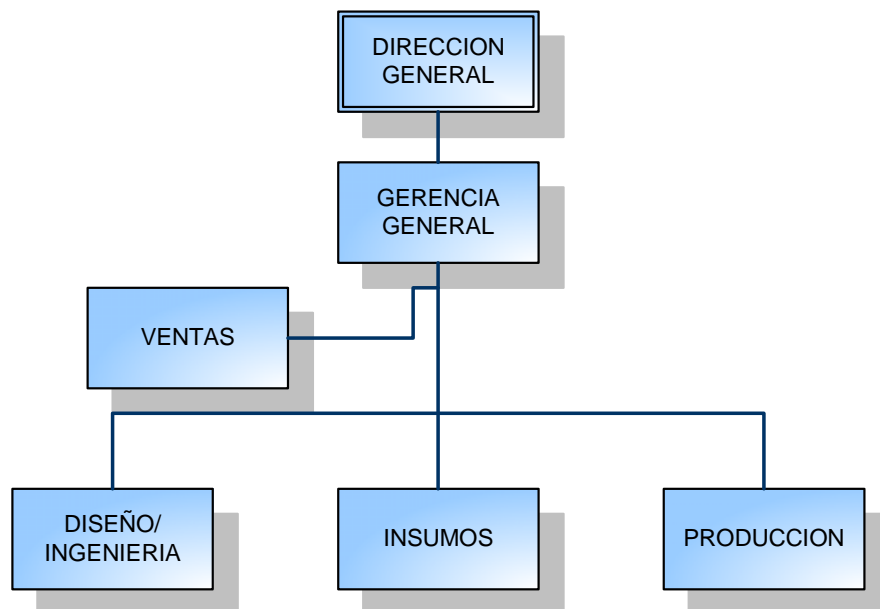 DIRECCION
GENERAL
GERENCIA
GENERAL
VENTAS
DISEÑO/
INGENIERIA
INSUMOS
PRODUCCION